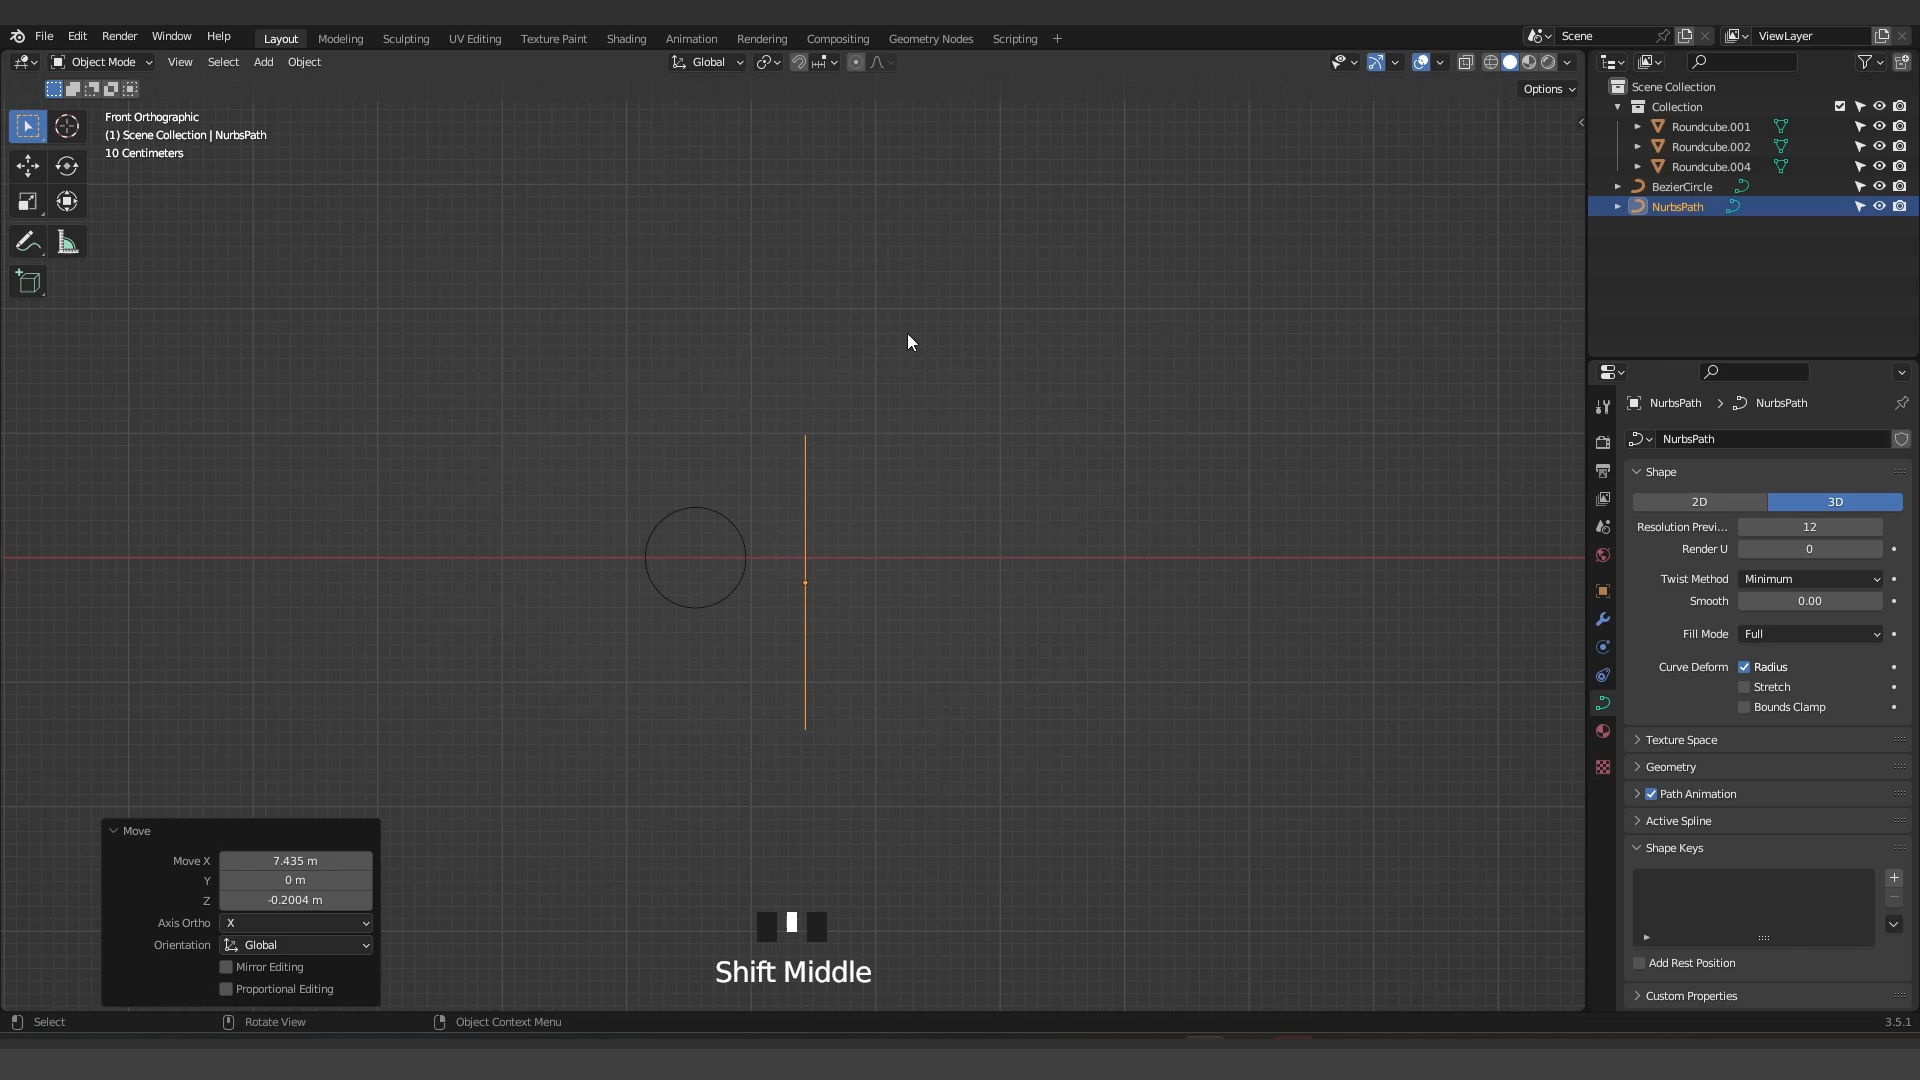 File Edit Render Window Help Layout Modeling Sculpting UV Editing Texture Paint Shading Animation Rendering Compositing Geometry Nodes Scripting + Scene ViewLayer
Object Mode View Select Add Object Global
Options
Front Orthographic
(1) Scene Collection | NurbsPath
10 Centimeters
Scene Collection
Collection
Roundcube.001
Roundcube.002
Roundcube.004
BezierCircle
NurbsPath
NurbsPath > NurbsPath
NurbsPath
Shape
2D 3D
Resolution Previ... 12
Render U 0
Twist Method Minimum
Smooth 0.00
Fill Mode Full
Curve Deform Radius
Stretch
Bounds Clamp
Texture Space
Geometry
Path Animation
Active Spline
Shape Keys
Add Rest Position
Custom Properties
Move
Move X 7.435 m
Y 0 m
Z -0.2004 m
Axis Ortho X
Orientation Global
Mirror Editing
Proportional Editing
Shift Middle
Select Rotate View Object Context Menu 3.5.1